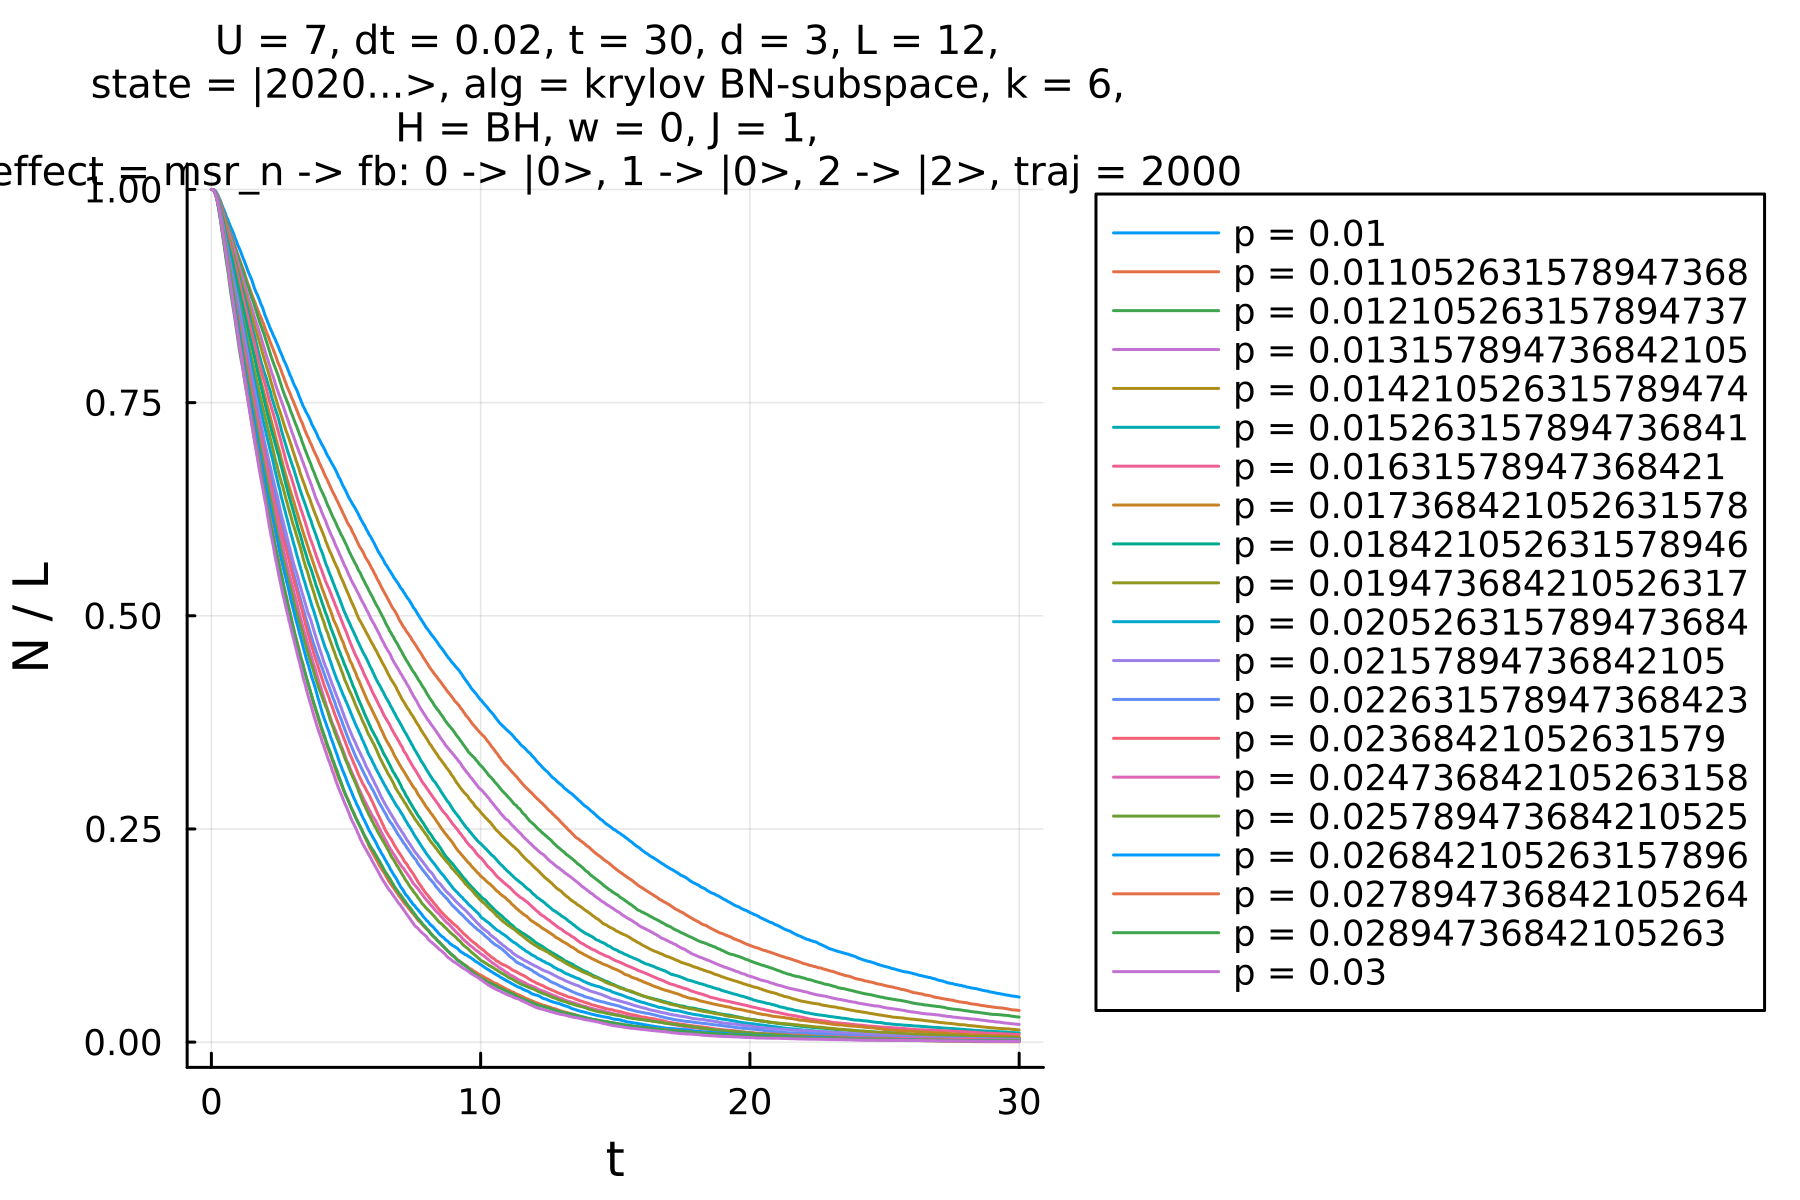 U = 7, dt = 0.02, t = 30, d = 3, L = 12,
state = |2020...>, alg = krylov BN-subspace, k = 6,
H = BH, w = 0, J = 1,
effect = msr_n -> fb: 0 -> |0>, 1 -> |0>, 2 -> |2>, traj = 2000
1.00
0.75
0.50
0.25
0.00
N / L
0
10
20
30
t
p = 0.01
p = 0.011052631578947368
p = 0.012105263157894737
p = 0.013157894736842105
p = 0.014210526315789474
p = 0.015263157894736841
p = 0.01631578947368421
p = 0.017368421052631578
p = 0.018421052631578946
p = 0.019473684210526317
p = 0.020526315789473684
p = 0.02157894736842105
p = 0.022631578947368423
p = 0.02368421052631579
p = 0.024736842105263158
p = 0.025789473684210525
p = 0.026842105263157896
p = 0.027894736842105264
p = 0.02894736842105263
p = 0.03